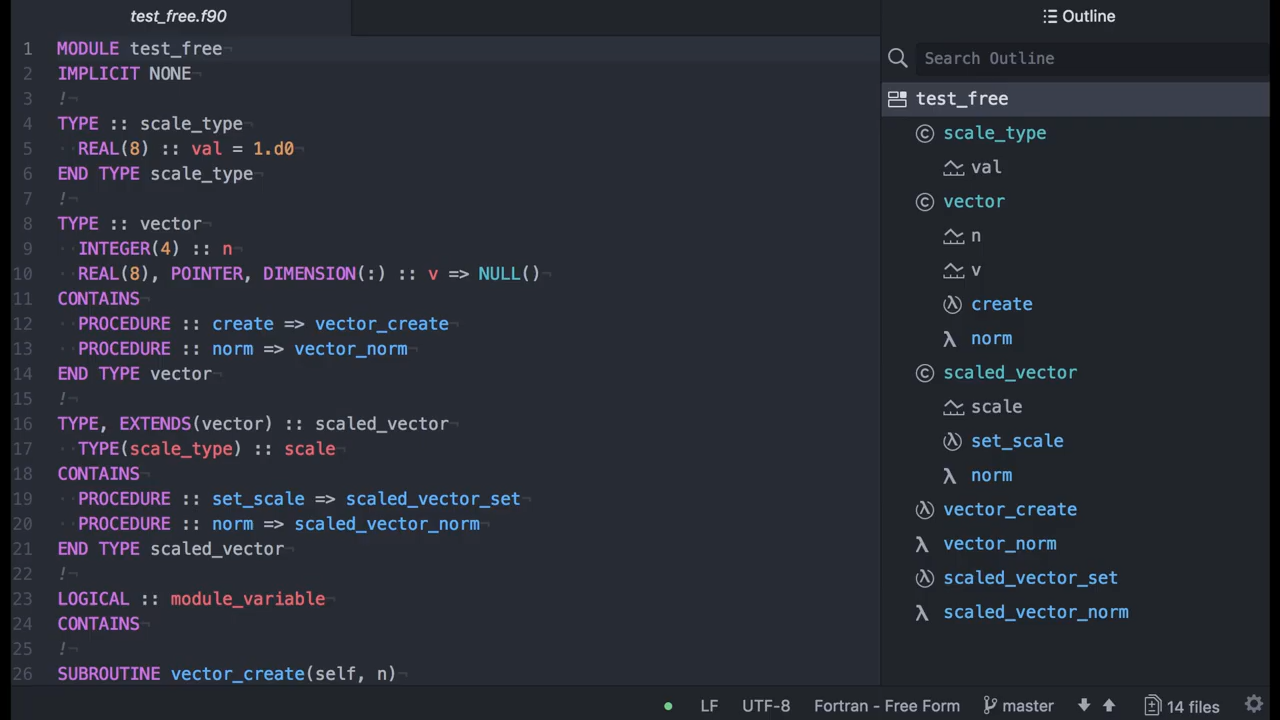 test_free.f90
1 MODULE test_free¬
2 IMPLICIT NONE¬
3 !¬
4 TYPE :: scale_type¬
5 ··REAL(8) :: val = 1.d0¬
6 END TYPE scale_type¬
7 !¬
8 TYPE :: vector¬
9 ··INTEGER(4) :: n¬
10 ··REAL(8), POINTER, DIMENSION(:) :: v => NULL()¬
11 CONTAINS¬
12 ··PROCEDURE :: create => vector_create¬
13 ··PROCEDURE :: norm => vector_norm¬
14 END TYPE vector¬
15 !¬
16 TYPE, EXTENDS(vector) :: scaled_vector¬
17 ··TYPE(scale_type) :: scale¬
18 CONTAINS¬
19 ··PROCEDURE :: set_scale => scaled_vector_set¬
20 ··PROCEDURE :: norm => scaled_vector_norm¬
21 END TYPE scaled_vector¬
22 !¬
23 LOGICAL :: module_variable¬
24 CONTAINS¬
25 !¬
26 SUBROUTINE vector_create(self, n)¬
Outline
Search Outline
test_free
scale_type
val
vector
n
v
create
norm
scaled_vector
scale
set_scale
norm
vector_create
vector_norm
scaled_vector_set
scaled_vector_norm
LF UTF-8 Fortran - Free Form master 14 files